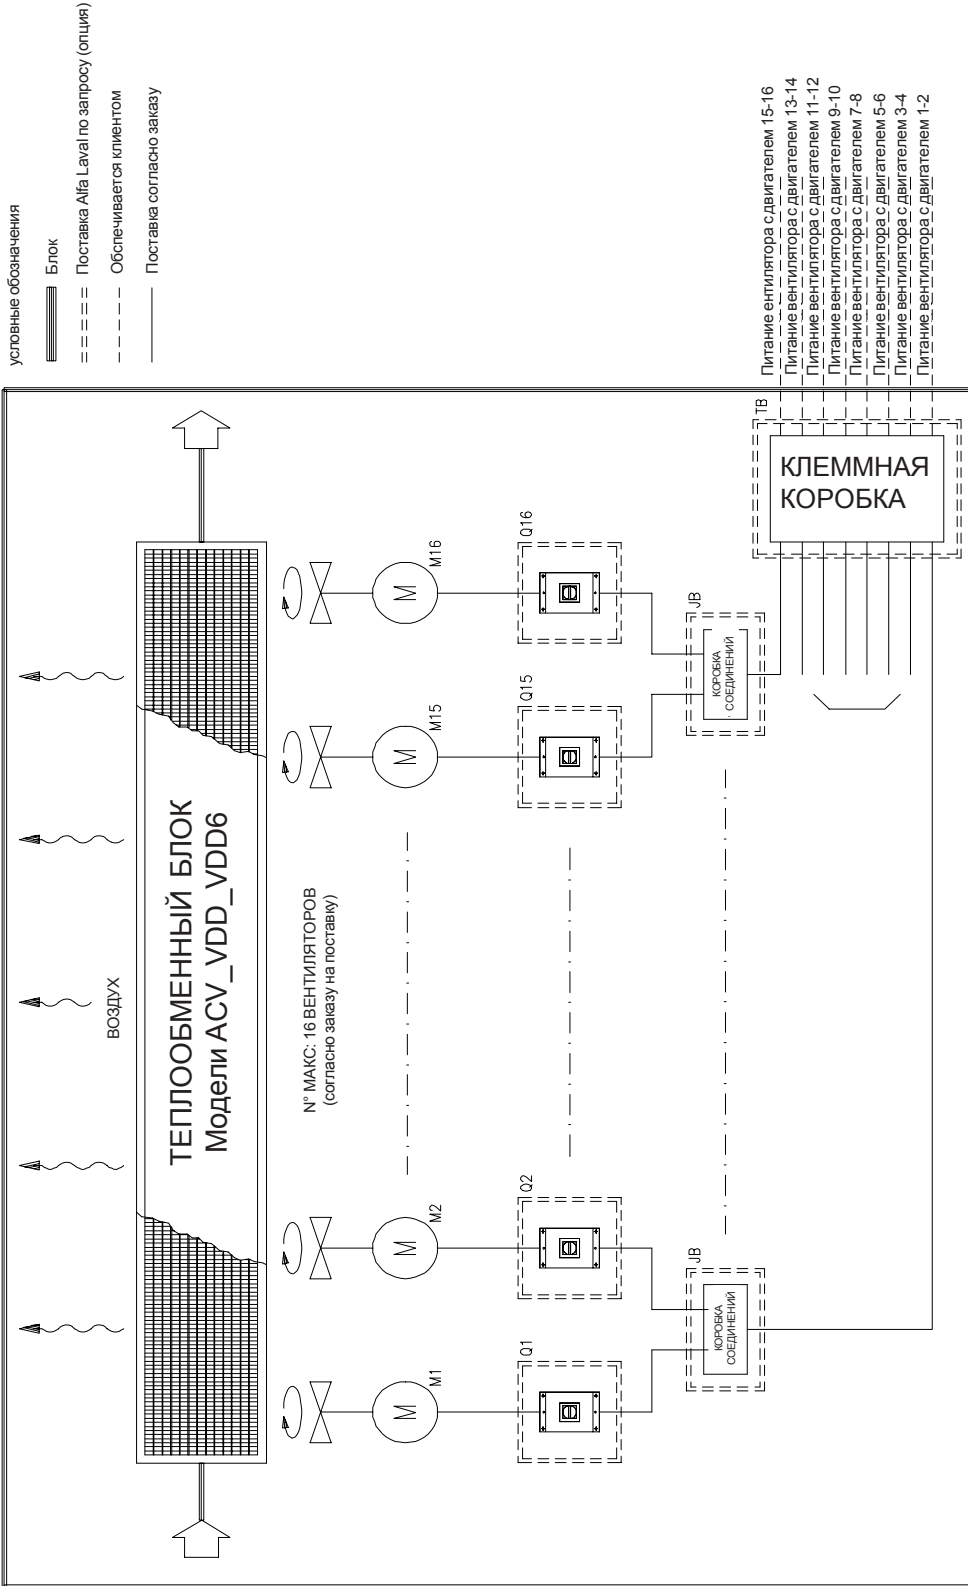 условные обозначения
Блок
Поставка Alfa Laval по запросу (опция)
Обспечивается клиентом
Поставка согласно заказу
ВОЗДУХ
ТЕПЛООБМЕННЫЙ БЛОК
Модели ACV_VDD_VDD6
N° МАКС: 16 ВЕНТИЛЯТОРОВ
(согласно заказу на поставку)
M
M1
M
M2
M
M15
M
M16
Q1
Q2
Q15
Q16
JB
КОРОБКА
СОЕДИНЕНИЙ
JB
КОРОБКА
. СОЕДИНЕНИЙ
TB
КЛЕММНАЯ
КОРОБКА
Питание ентилятора с двигателем 15-16
Питание вентилятора с двигателем 13-14
Питание вентилятора с двигателем 11-12
Питание вентилятора с двигателем 9-10
Питание вентилятора с двигателем 7-8
Питание вентилятора с двигателем 5-6
Питание вентилятора с двигателем 3-4
Питание вентилятора с двигателем 1-2